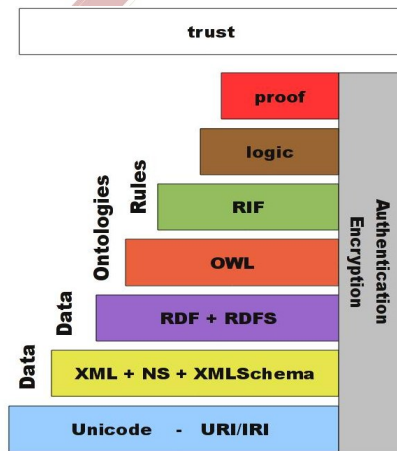 trust
proof
logic
Rules
RIF
Ontologies
OWL
Data
RDF + RDFS
Data
XML + NS + XMLSchema
Unicode - URI/IRI
Authentication
Encryption